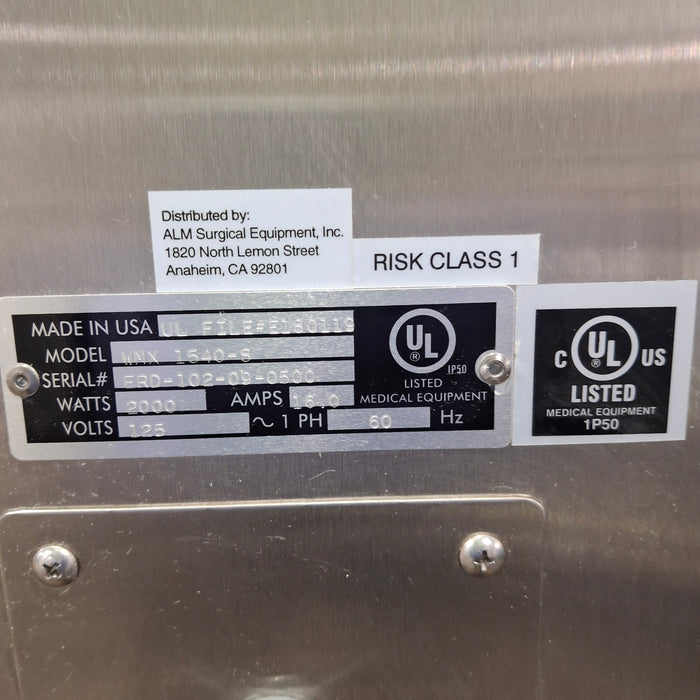 Distributed by:
ALM Surgical Equipment, Inc.
1820 North Lemon Street
Anaheim, CA 92801
RISK CLASS 1
MADE IN USA UL FILE#E180119
MODEL WMX 1540-S
SERIAL# ERD-102-09-0500
WATTS 2000 AMPS 16.0
VOLTS 125 ~ 1 PH 60 Hz
UL ® 1P50
LISTED
MEDICAL EQUIPMENT
C UL ® US
LISTED
MEDICAL EQUIPMENT
1P50